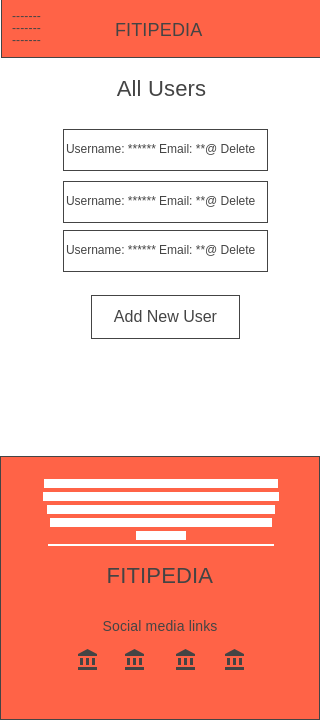 FITIPEDIA
All Users
Username: ****** Email: **@ Delete
Username: ****** Email: **@ Delete
Username: ****** Email: **@ Delete
Add New User
FITIPEDIA
Social media links